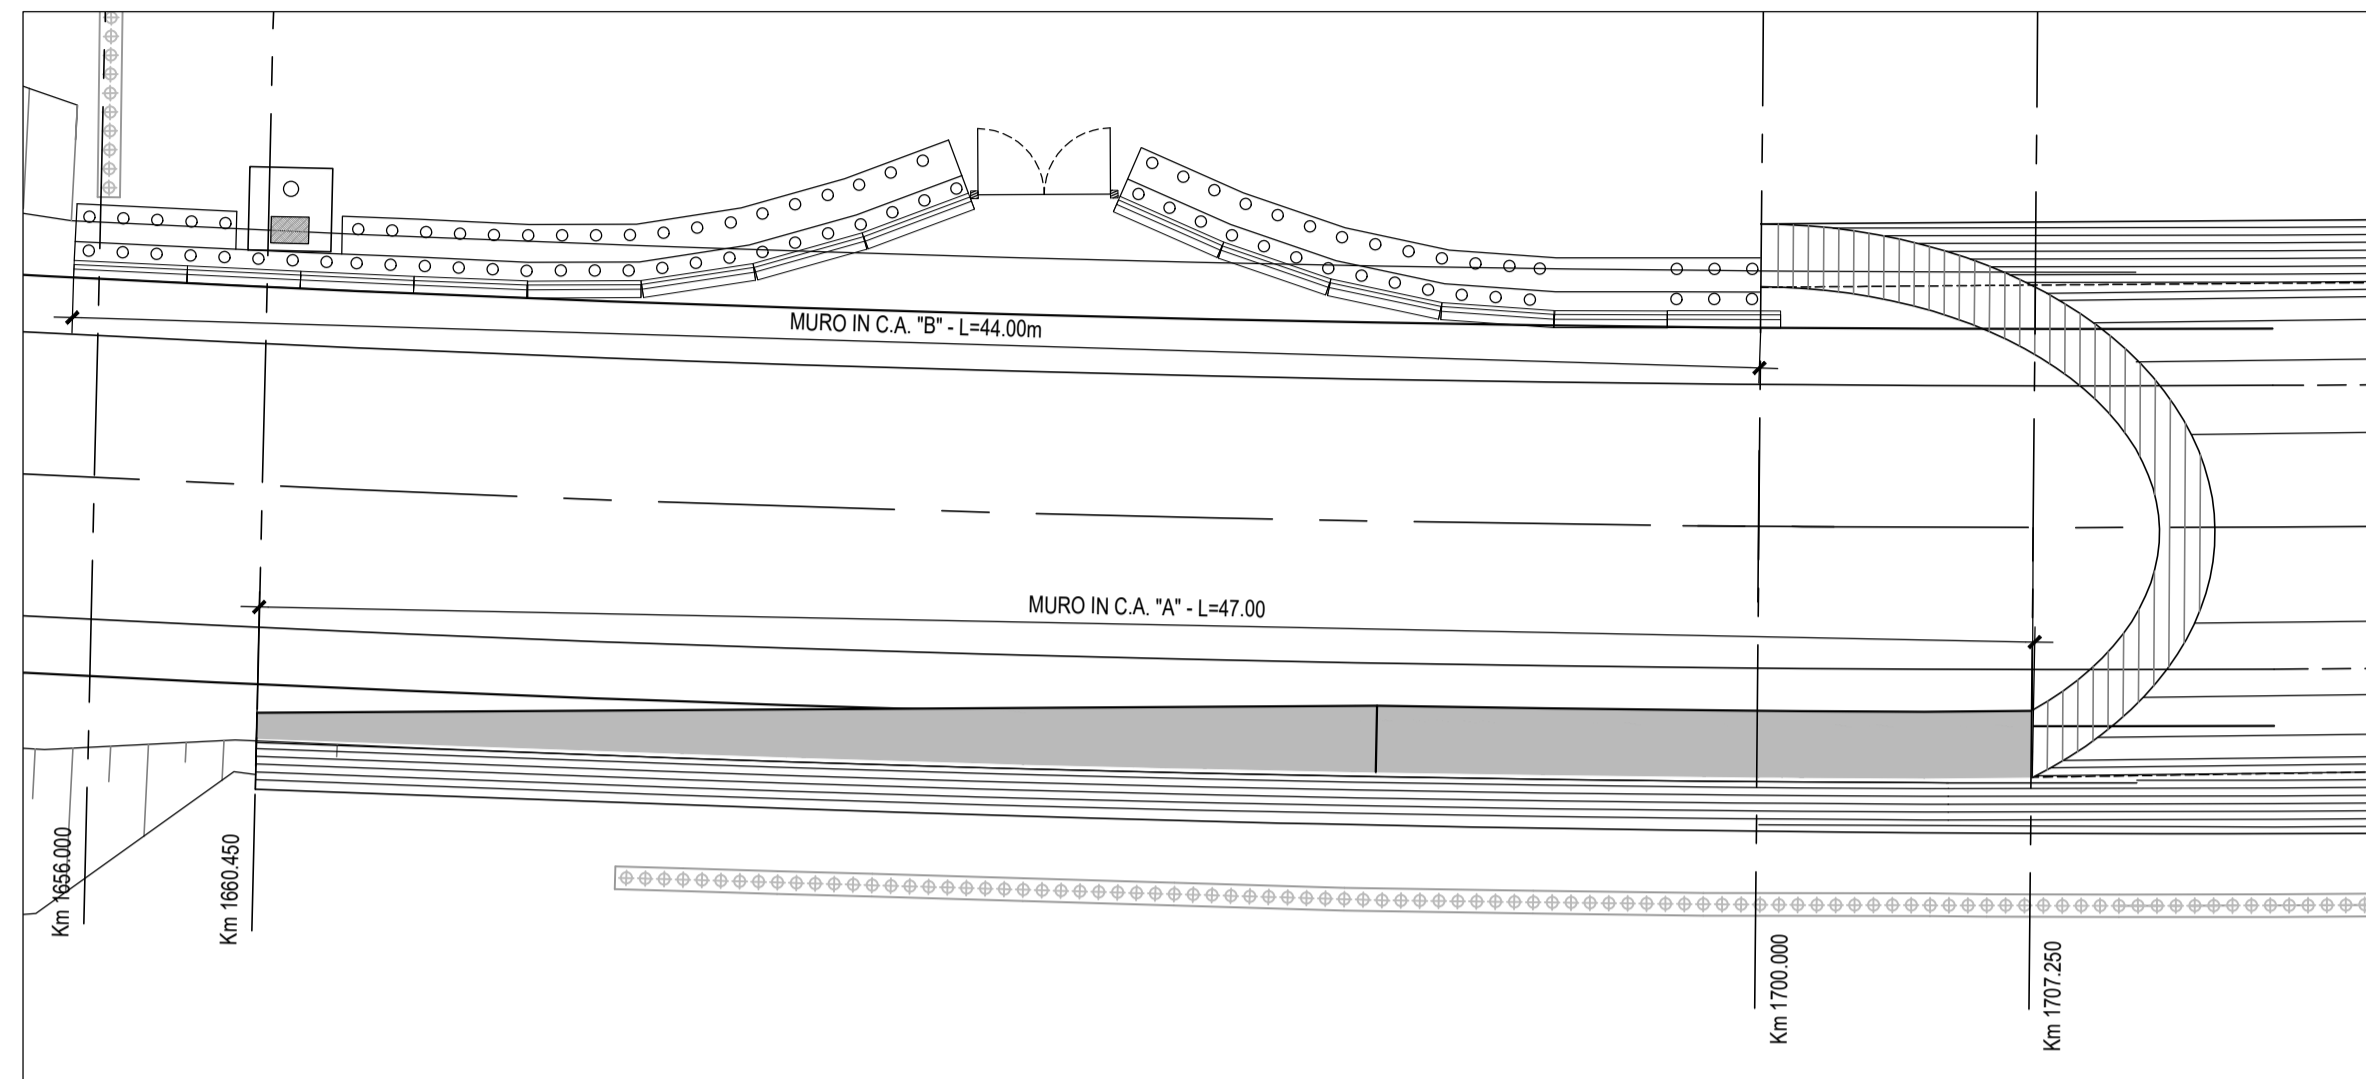 MURO IN C.A. "B" - L=44.00m
MURO IN C.A. "A" - L=47.00
Km 1656.000
Km 1660.450
Km 1700.000
Km 1707.250